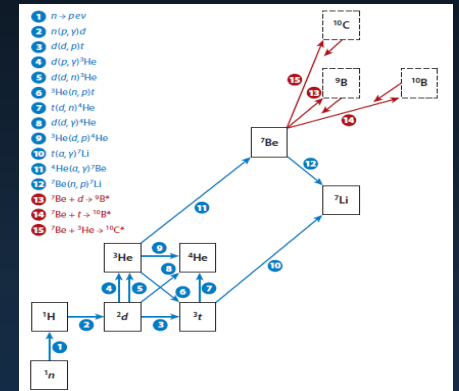 1 n → pev
2 n(p, γ)d
3 d(d, p)t
4 d(p, γ)³He
5 d(d, n)³He
6 ³He(n, p)t
7 t(d, n)⁴He
8 d(d, γ)⁴He
9 ³He(d, p)⁴He
10 t(α, γ)⁷Li
11 ⁴He(α, γ)⁷Be
12 ⁷Be(n, p)⁷Li
13 ⁷Be + d → ⁹B*
14 ⁷Be + t → ¹⁰B*
15 ⁷Be + ³He → ¹⁰C*
¹⁰C
15 13 ⁹B ¹⁰B
14
⁷Be
12
⁷Li
11
³He 9 ⁴He
8 10
4 5 6 7
¹H 2 ²d 3 ³t
1
¹n